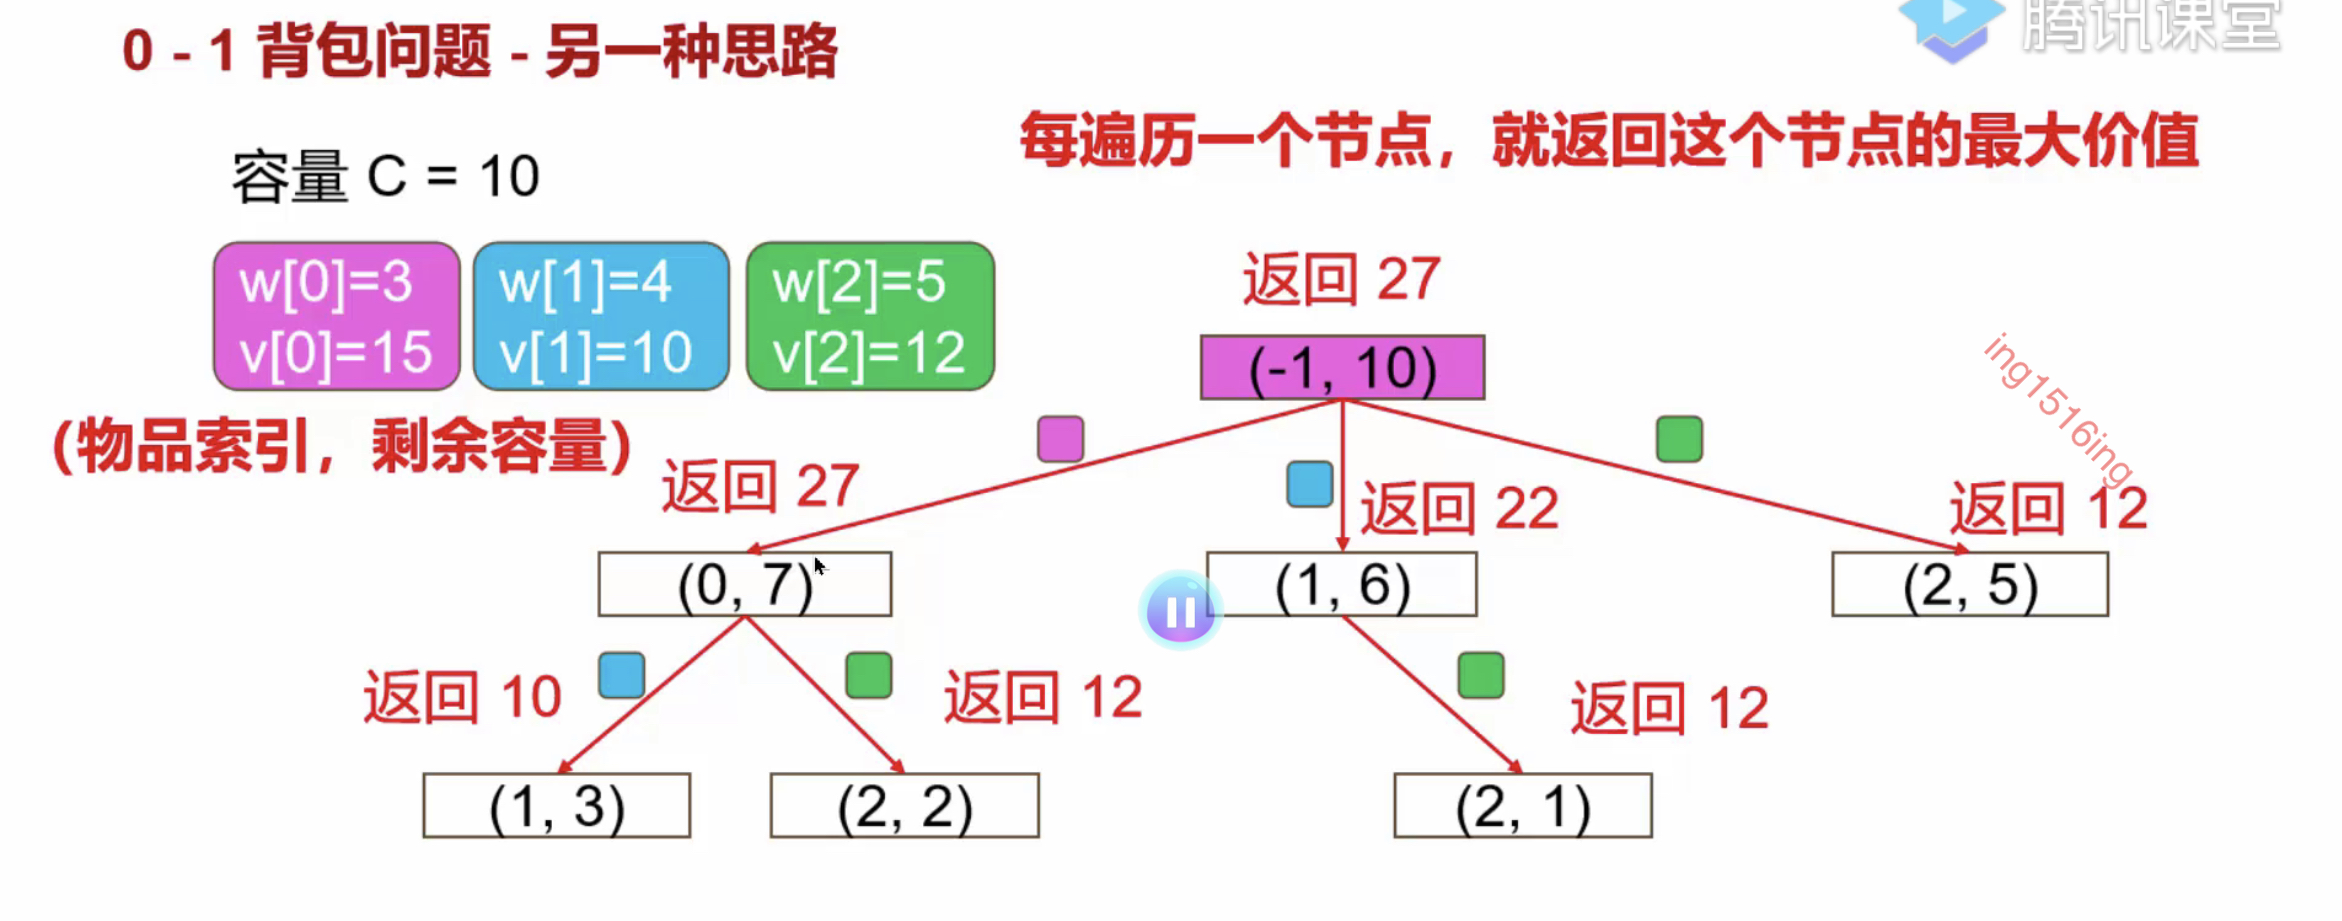 0 - 1 背包问题 - 另一种思路
腾讯课堂
每遍历一个节点，就返回这个节点的最大价值
容量 C = 10
w[0]=3
v[0]=15
w[1]=4
v[1]=10
w[2]=5
v[2]=12
(物品索引，剩余容量)
返回 27
(-1, 10)
ing1516ing
返回 27
返回 22
返回 12
(0, 7)
(1, 6)
(2, 5)
返回 10
返回 12
返回 12
(1, 3)
(2, 2)
(2, 1)